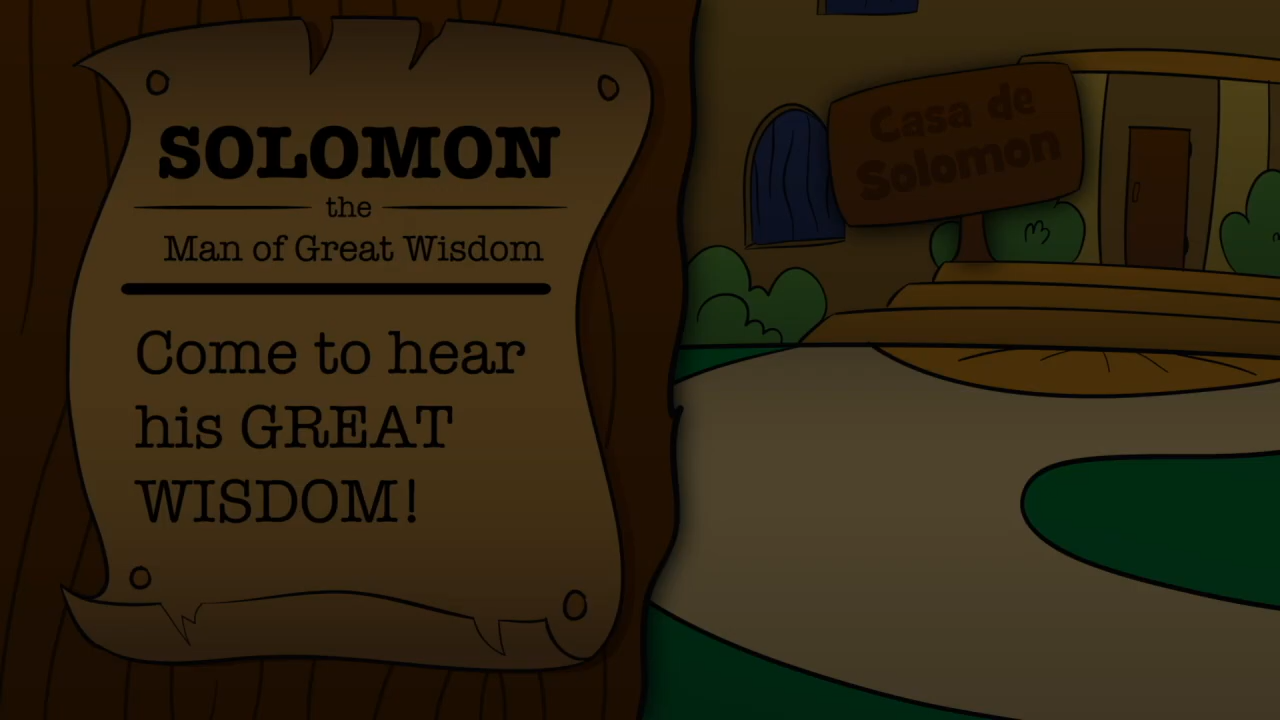 SOLOMON
the
Man of Great Wisdom
Come to hear
his GREAT
WISDOM!
Casa de
Solomon